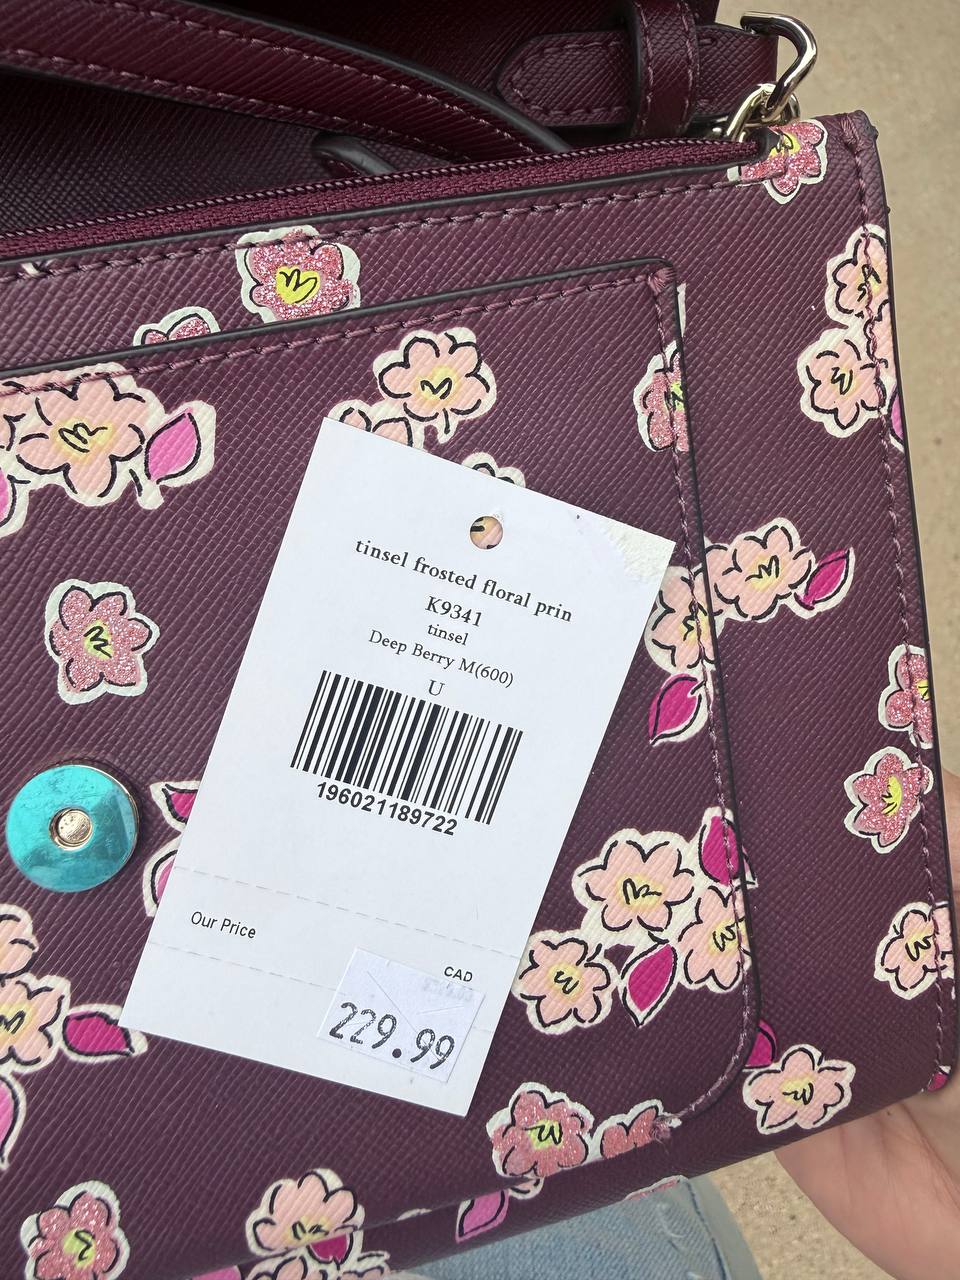 tinsel frosted floral prin
K9341
tinsel
Deep Berry M(600)
U
196021189722
Our Price
CAD
229.99